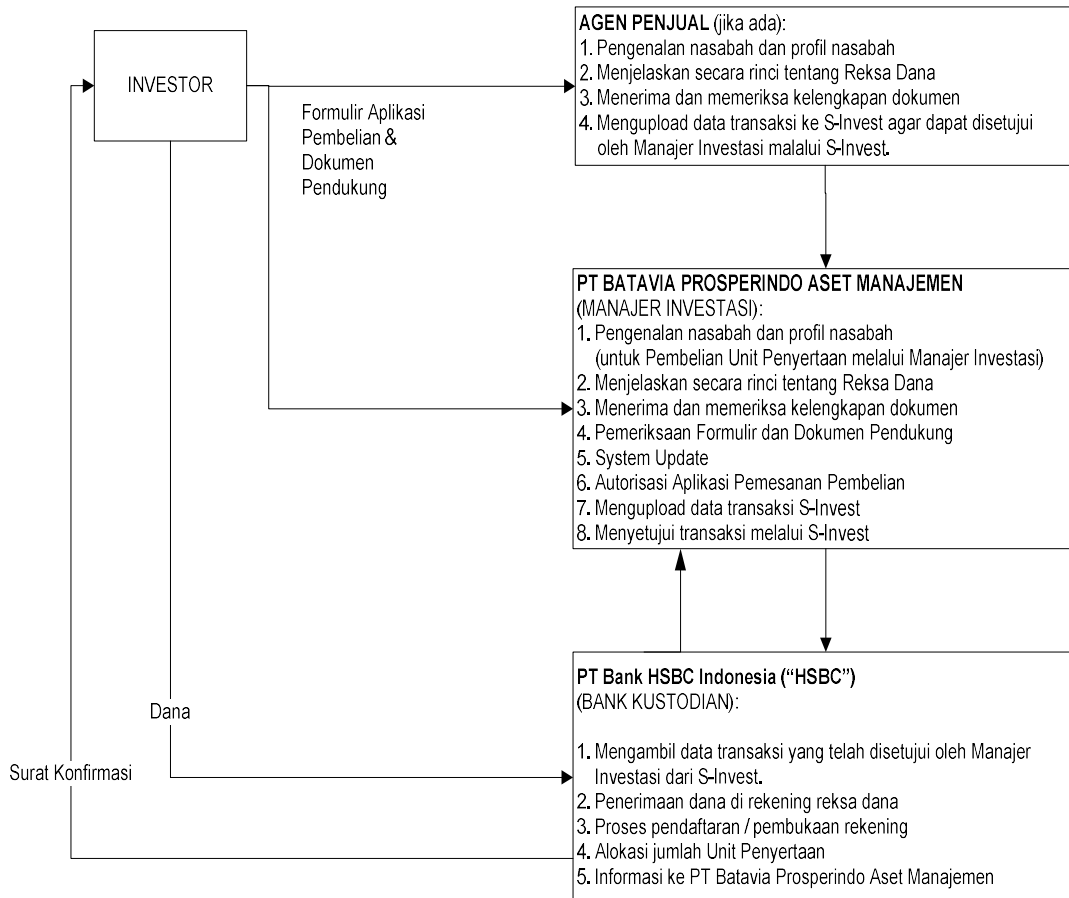 INVESTOR
Formulir Aplikasi
Pembelian &
Dokumen
Pendukung
AGEN PENJUAL (jika ada):
1. Pengenalan nasabah dan profil nasabah
2. Menjelaskan secara rinci tentang Reksa Dana
3. Menerima dan memeriksa kelengkapan dokumen
4. Mengupload data transaksi ke S-Invest agar dapat disetujui
oleh Manajer Investasi malalui S-Invest.
PT BATAVIA PROSPERINDO ASET MANAJEMEN
(MANAJER INVESTASI):
1. Pengenalan nasabah dan profil nasabah
(untuk Pembelian Unit Penyertaan melalui Manajer Investasi)
2. Menjelaskan secara rinci tentang Reksa Dana
3. Menerima dan memeriksa kelengkapan dokumen
4. Pemeriksaan Formulir dan Dokumen Pendukung
5. System Update
6. Autorisasi Aplikasi Pemesanan Pembelian
7. Mengupload data transaksi S-Invest
8. Menyetujui transaksi melalui S-Invest
PT Bank HSBC Indonesia (“HSBC”)
(BANK KUSTODIAN):
1. Mengambil data transaksi yang telah disetujui oleh Manajer
Investasi dari S-Invest.
2. Penerimaan dana di rekening reksa dana
3. Proses pendaftaran / pembukaan rekening
4. Alokasi jumlah Unit Penyertaan
5. Informasi ke PT Batavia Prosperindo Aset Manajemen
Dana
Surat Konfirmasi